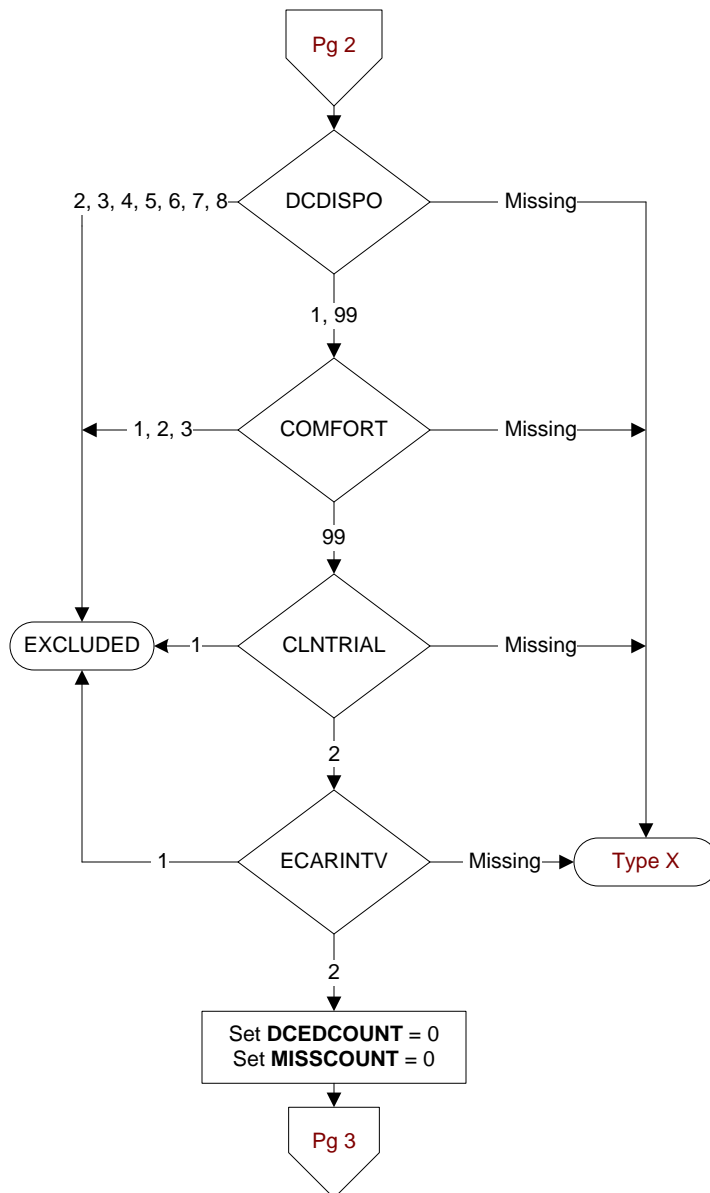 Pg 2
DCDISPO
2, 3, 4, 5, 6, 7, 8
Missing
1, 99
COMFORT
1, 2, 3
Missing
99
EXCLUDED
1
CLNTRIAL
Missing
2
1
ECARINTV
Missing
Type X
2
Set DCEDCOUNT = 0
Set MISSCOUNT = 0
Pg 3